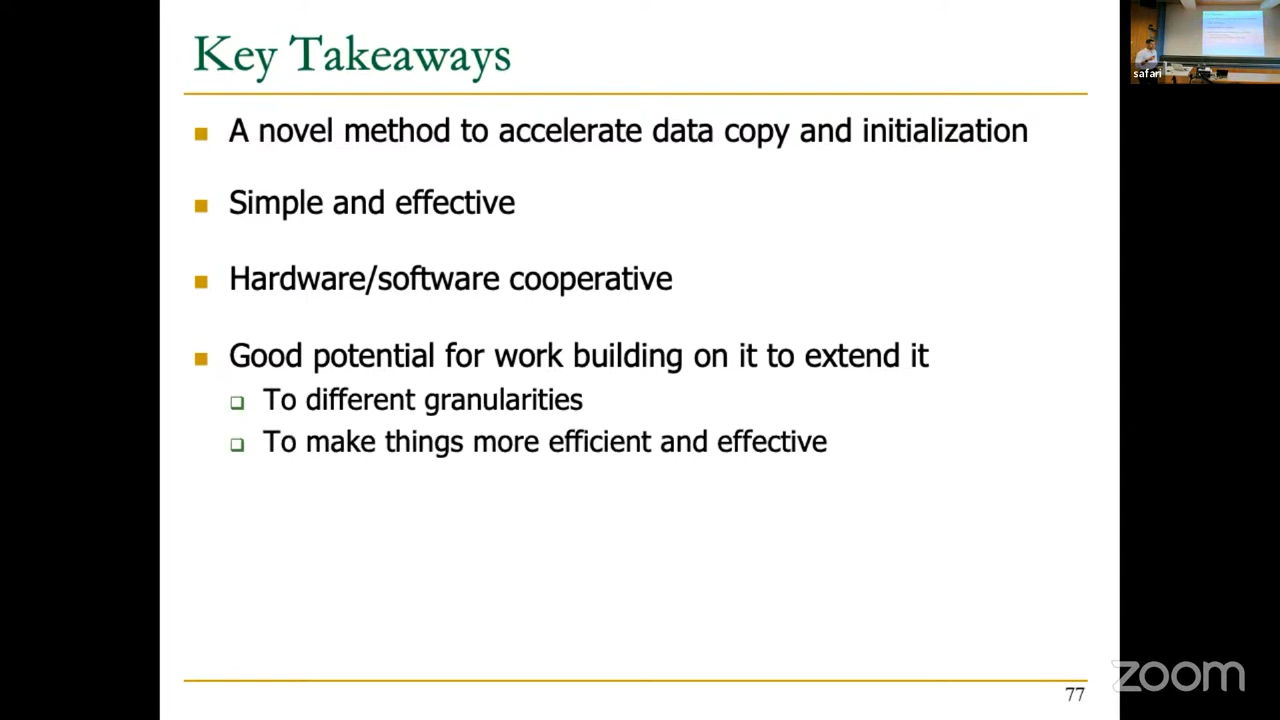 Key Takeaways
A novel method to accelerate data copy and initialization
Simple and effective
Hardware/software cooperative
Good potential for work building on it to extend it
To different granularities
To make things more efficient and effective
77
safari
zoom